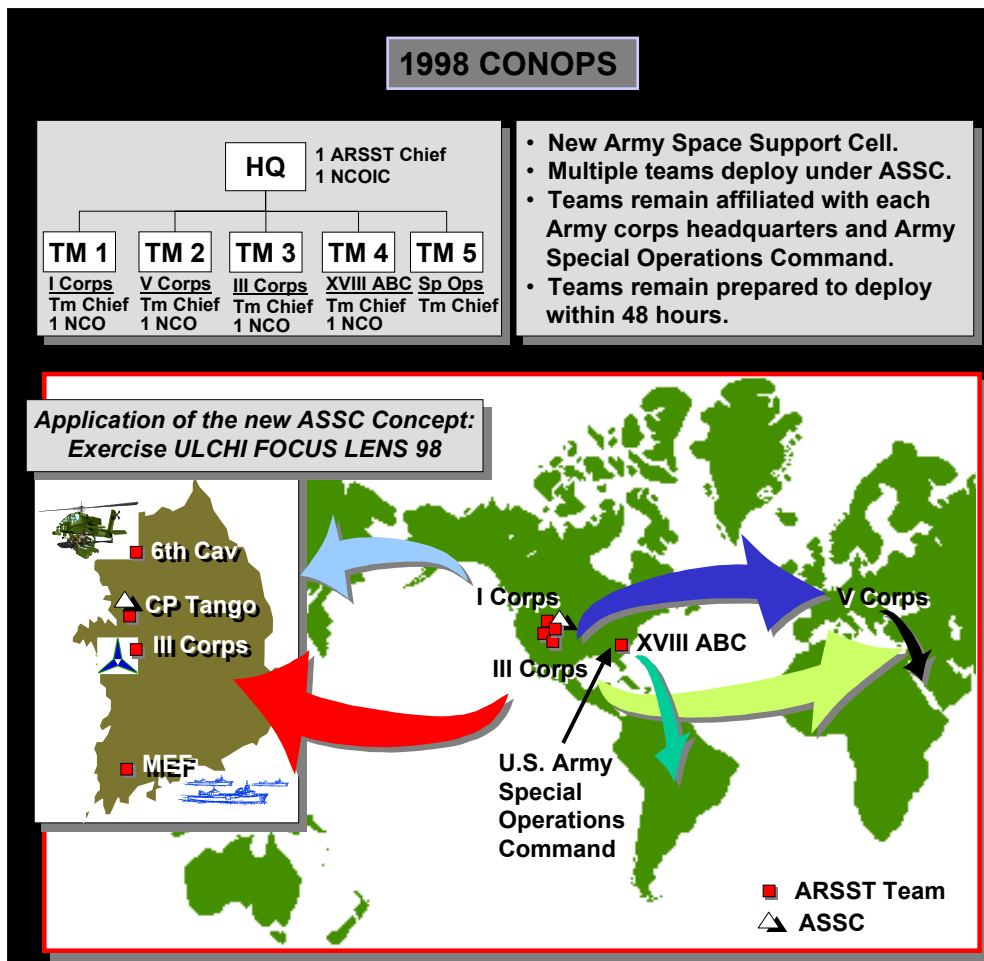 1998 CONOPS
HQ
1 ARSST Chief
1 NCOIC
TM 1
I Corps
Tm Chief
1 NCO
TM 2
V Corps
Tm Chief
1 NCO
TM 3
III Corps
Tm Chief
1 NCO
TM 4
XVIII ABC
Tm Chief
1 NCO
TM 5
Sp Ops
Tm Chief
• New Army Space Support Cell.
• Multiple teams deploy under ASSC.
• Teams remain affiliated with each
Army corps headquarters and Army
Special Operations Command.
• Teams remain prepared to deploy
within 48 hours.
Application of the new ASSC Concept:
Exercise ULCHI FOCUS LENS 98
6th Cav
CP Tango
III Corps
MEF
I Corps
III Corps
XVIII ABC
V Corps
U.S. Army
Special
Operations
Command
ARSST Team
ASSC